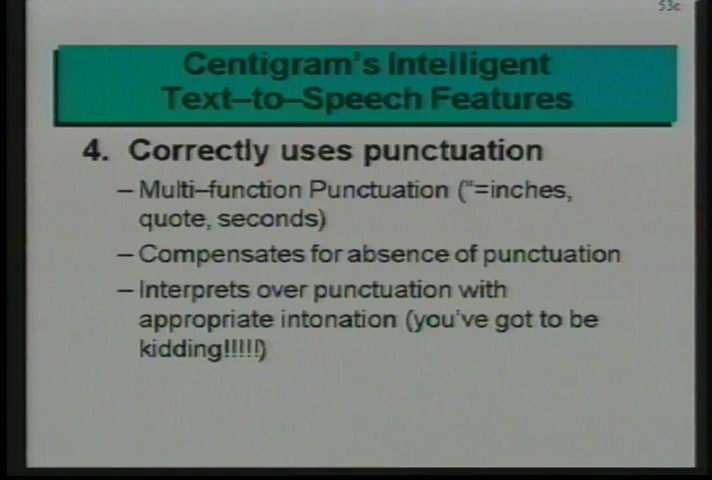 53c
Centigram's Intelligent
Text–to–Speech Features
4. Correctly uses punctuation
– Multi–function Punctuation ("=inches,
quote, seconds)
– Compensates for absence of punctuation
– Interprets over punctuation with
appropriate intonation (you've got to be
kidding!!!!!)